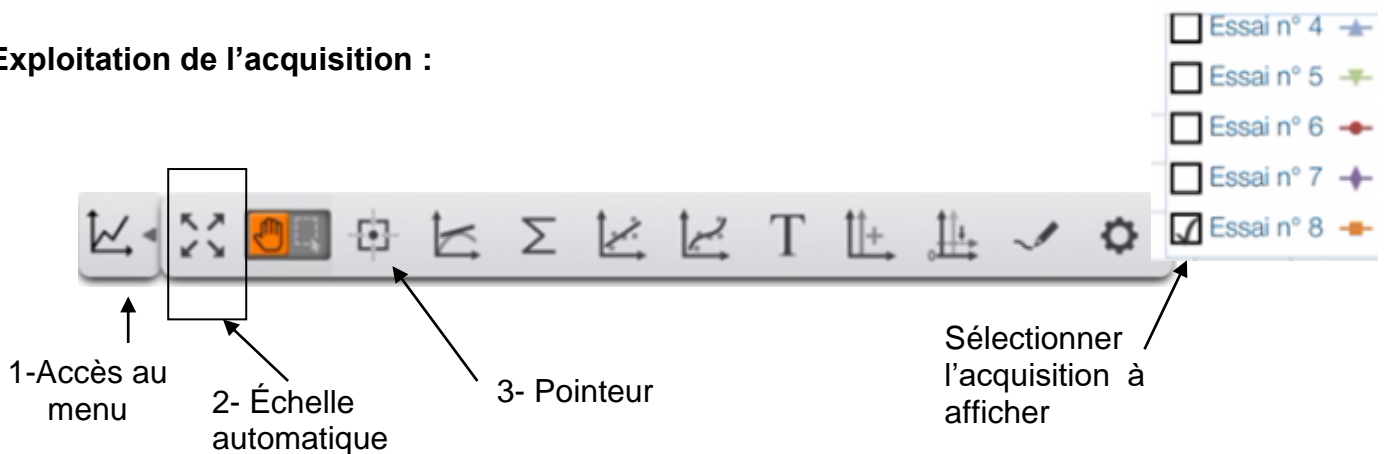 Exploitation de l'acquisition :
Essai n° 4
Essai n° 5
Essai n° 6
Essai n° 7
Essai n° 8
T
1-Accès au
menu
2- Échelle
automatique
3- Pointeur
Sélectionner
l'acquisition à
afficher